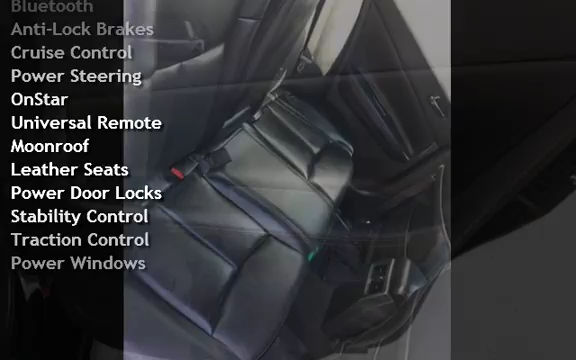 Bluetooth
Anti-Lock Brakes
Cruise Control
Power Steering
OnStar
Universal Remote
Moonroof
Leather Seats
Power Door Locks
Stability Control
Traction Control
Power Windows